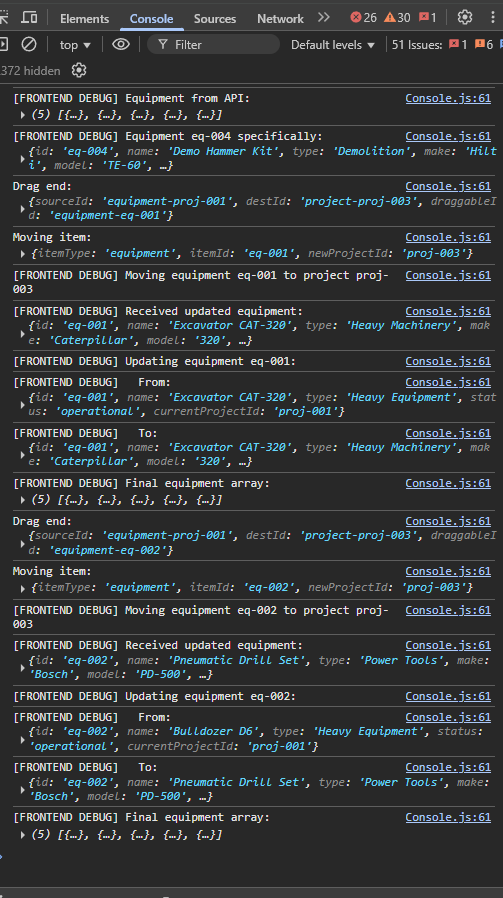 Elements Console Sources Network 26 30 1
top Filter Default levels 51 Issues: 1 6
372 hidden
[FRONTEND DEBUG] Equipment from API: Console.js:61
(5) [{…}, {…}, {…}, {…}, {…}]
[FRONTEND DEBUG] Equipment eq-004 specifically: Console.js:61
{id: 'eq-004', name: 'Demo Hammer Kit', type: 'Demolition', make: 'Hilt
i', model: 'TE-60', …}
Drag end: Console.js:61
{sourceId: 'equipment-proj-001', destId: 'project-proj-003', draggableI
d: 'equipment-eq-001'}
Moving item: Console.js:61
{itemType: 'equipment', itemId: 'eq-001', newProjectId: 'proj-003'}
[FRONTEND DEBUG] Moving equipment eq-001 to project proj- Console.js:61
003
[FRONTEND DEBUG] Received updated equipment: Console.js:61
{id: 'eq-001', name: 'Excavator CAT-320', type: 'Heavy Machinery', mak
e: 'Caterpillar', model: '320', …}
[FRONTEND DEBUG] Updating equipment eq-001: Console.js:61
[FRONTEND DEBUG]   From: Console.js:61
{id: 'eq-001', name: 'Excavator CAT-320', type: 'Heavy Equipment', stat
us: 'operational', currentProjectId: 'proj-001'}
[FRONTEND DEBUG]   To: Console.js:61
{id: 'eq-001', name: 'Excavator CAT-320', type: 'Heavy Machinery', mak
e: 'Caterpillar', model: '320', …}
[FRONTEND DEBUG] Final equipment array: Console.js:61
(5) [{…}, {…}, {…}, {…}, {…}]
Drag end: Console.js:61
{sourceId: 'equipment-proj-001', destId: 'project-proj-003', draggableI
d: 'equipment-eq-002'}
Moving item: Console.js:61
{itemType: 'equipment', itemId: 'eq-002', newProjectId: 'proj-003'}
[FRONTEND DEBUG] Moving equipment eq-002 to project proj- Console.js:61
003
[FRONTEND DEBUG] Received updated equipment: Console.js:61
{id: 'eq-002', name: 'Pneumatic Drill Set', type: 'Power Tools', make:
'Bosch', model: 'PD-500', …}
[FRONTEND DEBUG] Updating equipment eq-002: Console.js:61
[FRONTEND DEBUG]   From: Console.js:61
{id: 'eq-002', name: 'Bulldozer D6', type: 'Heavy Equipment', status:
'operational', currentProjectId: 'proj-001'}
[FRONTEND DEBUG]   To: Console.js:61
{id: 'eq-002', name: 'Pneumatic Drill Set', type: 'Power Tools', make:
'Bosch', model: 'PD-500', …}
[FRONTEND DEBUG] Final equipment array: Console.js:61
(5) [{…}, {…}, {…}, {…}, {…}]